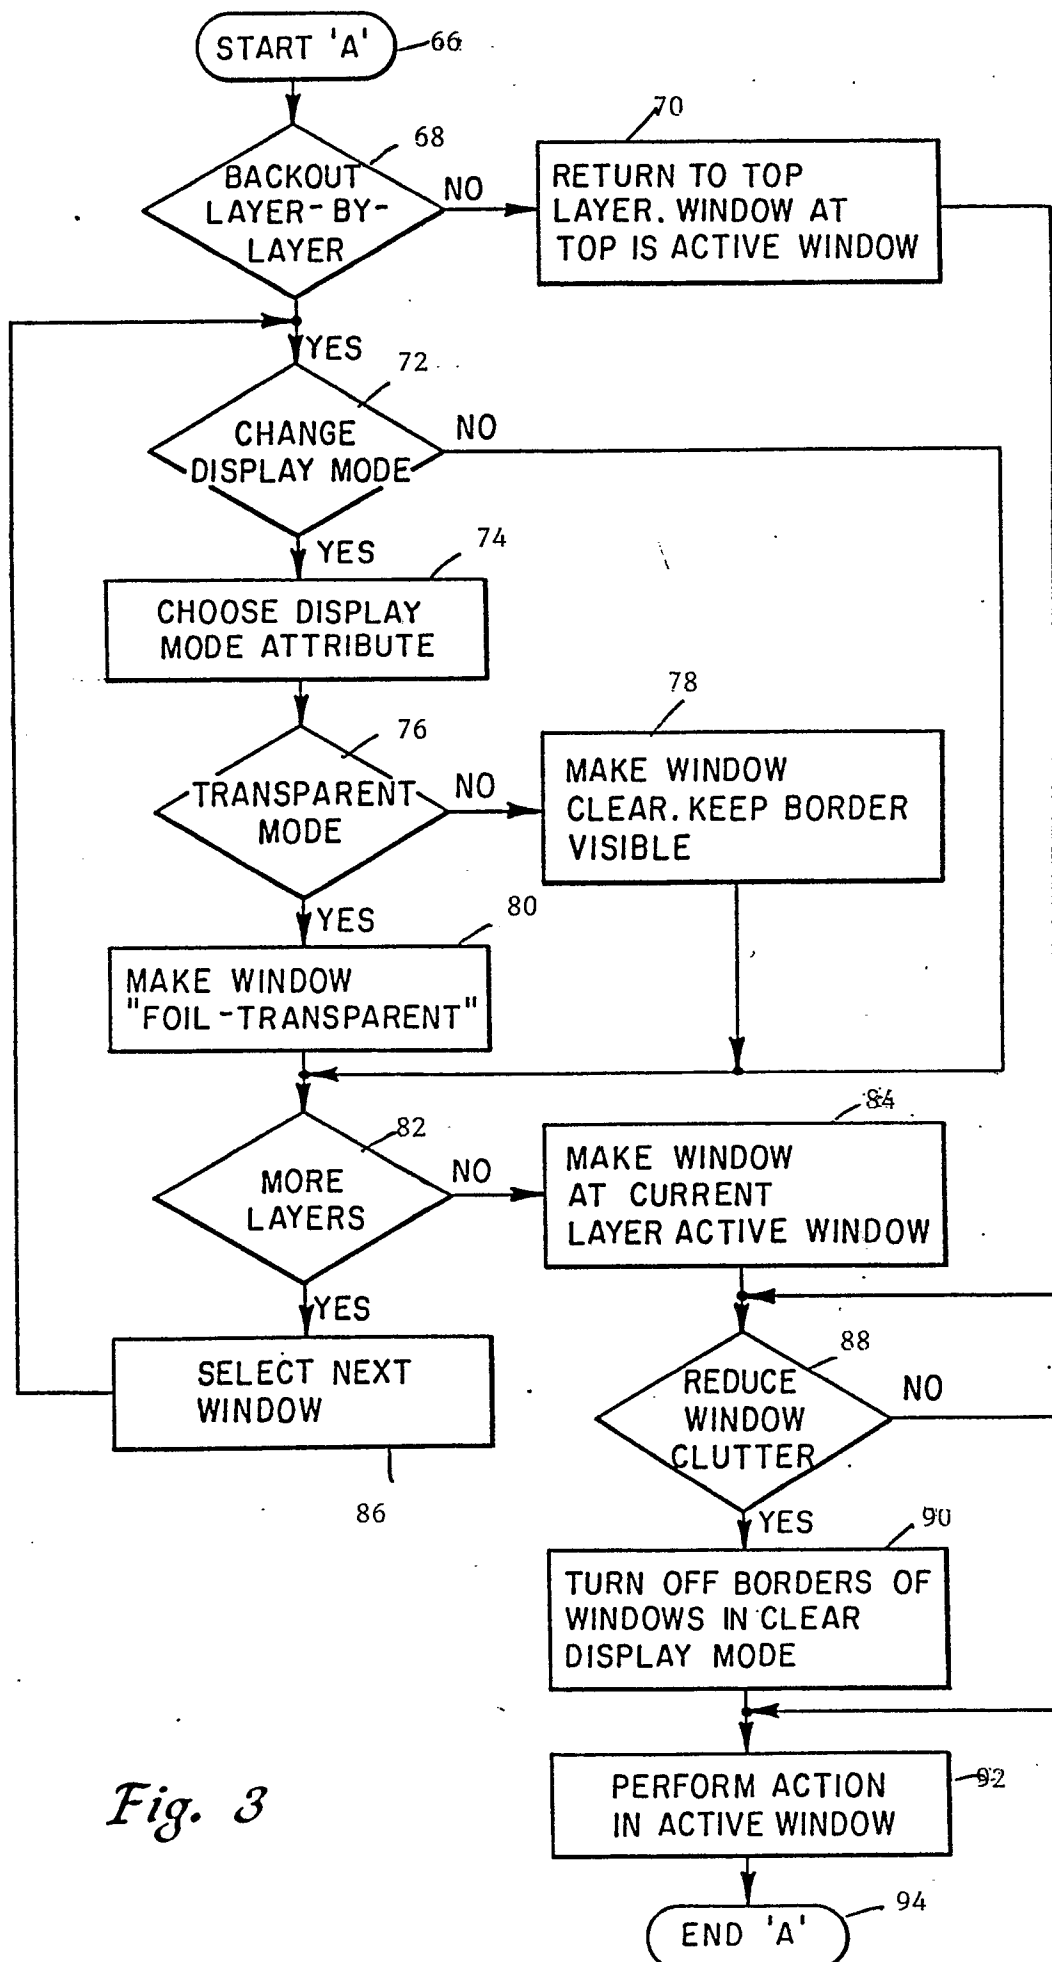 START 'A'
66
68
BACKOUT
LAYER-BY-
LAYER
NO
70
RETURN TO TOP
LAYER. WINDOW AT
TOP IS ACTIVE WINDOW
YES
72
CHANGE
DISPLAY MODE
NO
YES
74
CHOOSE DISPLAY
MODE ATTRIBUTE
76
TRANSPARENT
MODE
NO
78
MAKE WINDOW
CLEAR. KEEP BORDER
VISIBLE
YES
80
MAKE WINDOW
"FOIL-TRANSPARENT"
82
MORE
LAYERS
NO
84
MAKE WINDOW
AT CURRENT
LAYER ACTIVE WINDOW
YES
SELECT NEXT
WINDOW
86
88
REDUCE
WINDOW
CLUTTER
NO
YES
90
TURN OFF BORDERS OF
WINDOWS IN CLEAR
DISPLAY MODE
92
PERFORM ACTION
IN ACTIVE WINDOW
94
END 'A'
Fig. 3